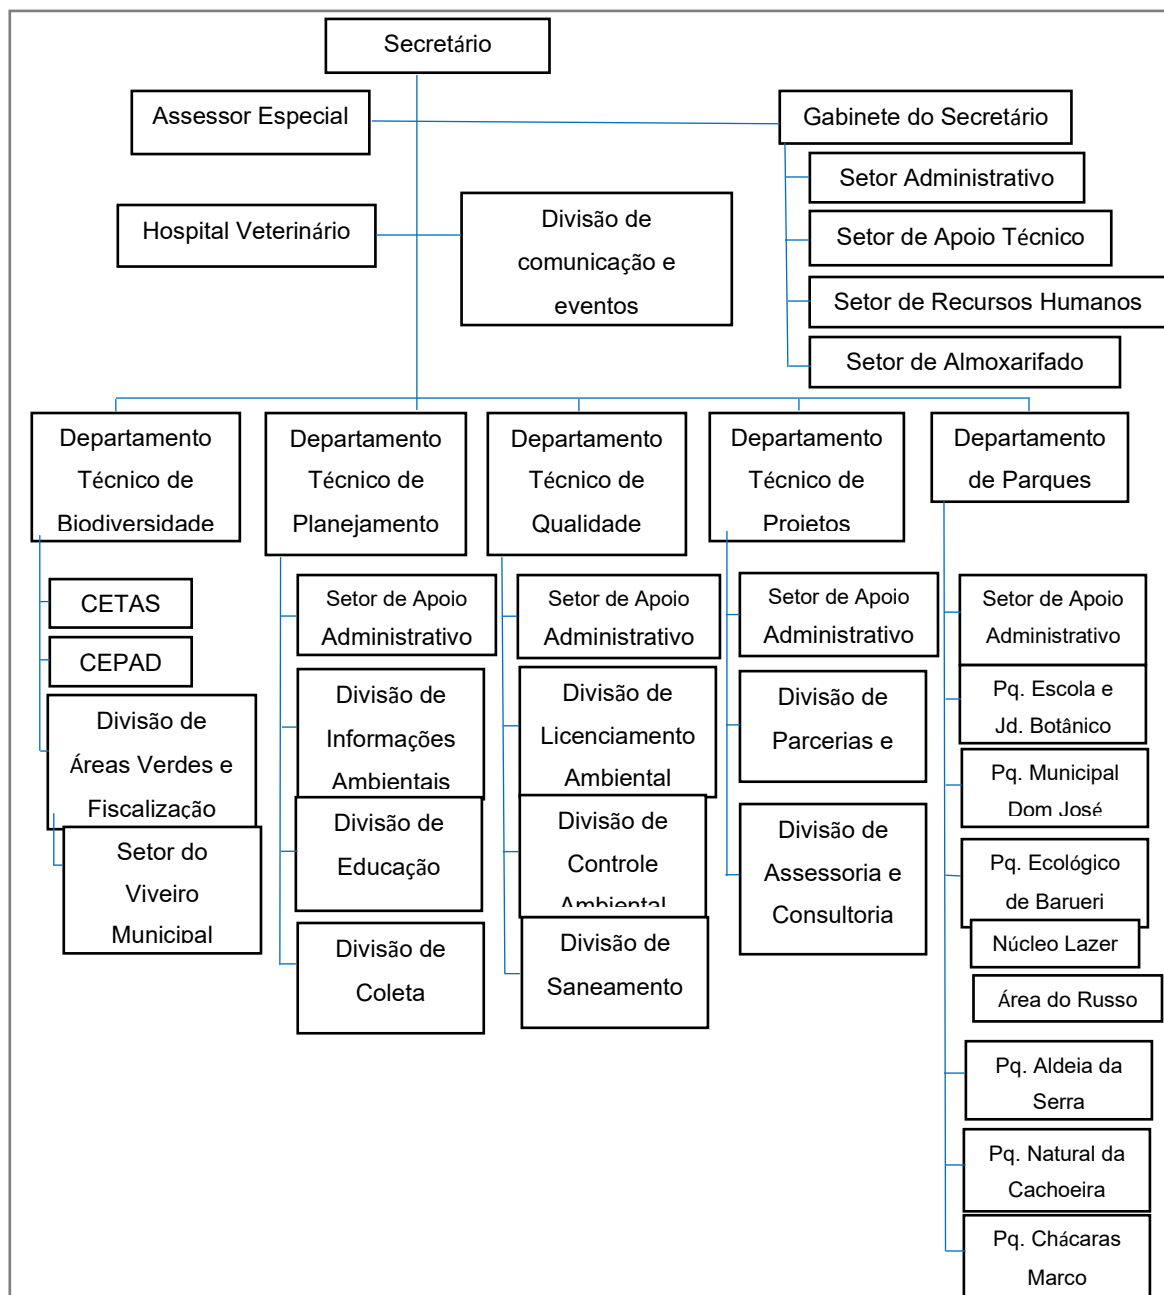 Secretário
Assessor Especial
Gabinete do Secretário
Setor Administrativo
Setor de Apoio Técnico
Setor de Recursos Humanos
Setor de Almoxarifado
Hospital Veterinário
Divisão de
comunicação e
eventos
Departamento
Técnico de
Biodiversidade
CETAS
CEPAD
Divisão de
Áreas Verdes e
Fiscalização
Setor do
Viveiro
Municipal
Departamento
Técnico de
Planejamento
Setor de Apoio
Administrativo
Divisão de
Informações
Ambientais
Divisão de
Educação
Divisão de
Coleta
Departamento
Técnico de
Qualidade
Setor de Apoio
Administrativo
Divisão de
Licenciamento
Ambiental
Divisão de
Controle
Ambiental
Divisão de
Saneamento
Departamento
Técnico de
Projetos
Setor de Apoio
Administrativo
Divisão de
Parcerias e
Divisão de
Assessoria e
Consultoria
Departamento
de Parques
Setor de Apoio
Administrativo
Pq. Escola e
Jd. Botânico
Pq. Municipal
Dom José
Pq. Ecológico
de Barueri
Núcleo Lazer
Área do Russo
Pq. Aldeia da
Serra
Pq. Natural da
Cachoeira
Pq. Chácaras
Marco